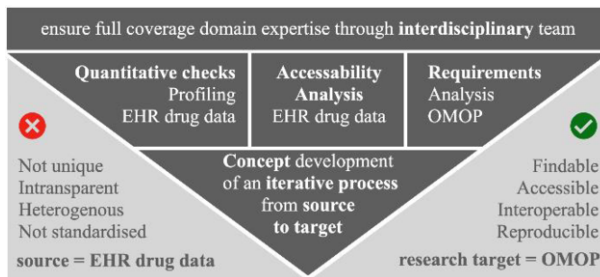 ensure full coverage domain expertise through interdisciplinary team
Quantitative checks
Profiling
EHR drug data
Accessability
Analysis
EHR drug data
Requirements
Analysis
OMOP
Concept development
of an iterative process
from source
to target
Not unique
Intransparent
Heterogenous
Not standardised
source = EHR drug data
Findable
Accessible
Interoperable
Reproducible
research target = OMOP